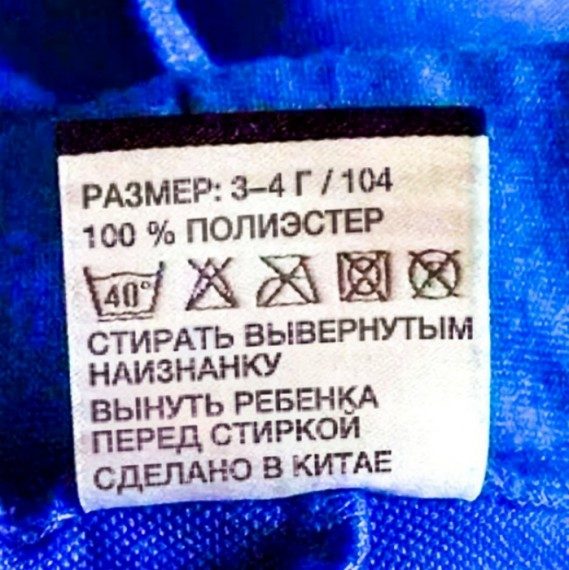 РАЗМЕР: 3–4 Г / 104
100 % ПОЛИЭСТЕР
40°
СТИРАТЬ ВЫВЕРНУТЫМ
НАИЗНАНКУ
ВЫНУТЬ РЕБЕНКА
ПЕРЕД СТИРКОЙ
СДЕЛАНО В КИТАЕ